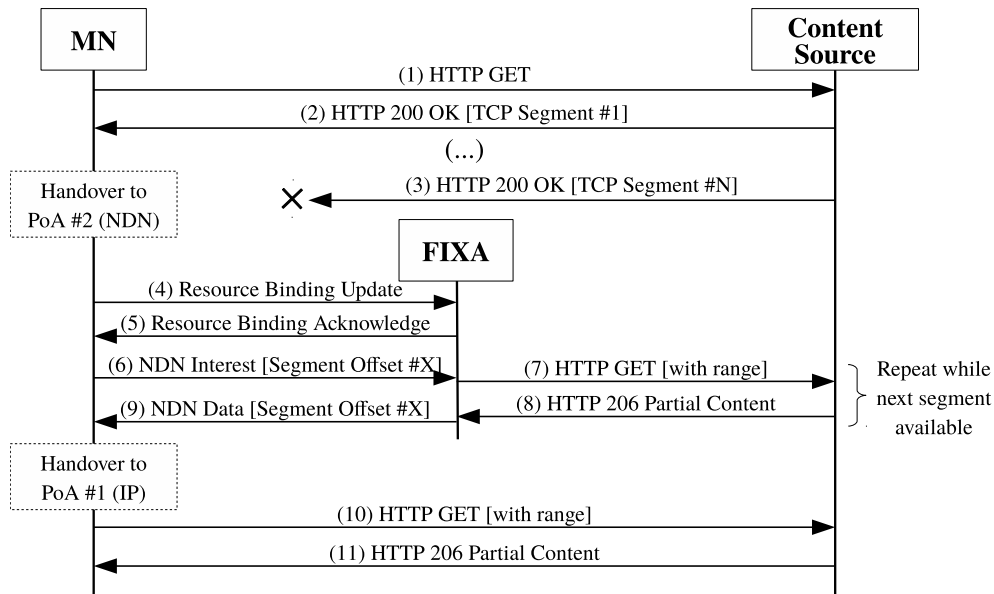 MN
Content
Source
(1) HTTP GET
(2) HTTP 200 OK [TCP Segment #1]
(...)
(3) HTTP 200 OK [TCP Segment #N]
Handover to
PoA #2 (NDN)
FIXA
(4) Resource Binding Update
(5) Resource Binding Acknowledge
(6) NDN Interest [Segment Offset #X]
(7) HTTP GET [with range]
(8) HTTP 206 Partial Content
(9) NDN Data [Segment Offset #X]
Repeat while
next segment
available
Handover to
PoA #1 (IP)
(10) HTTP GET [with range]
(11) HTTP 206 Partial Content